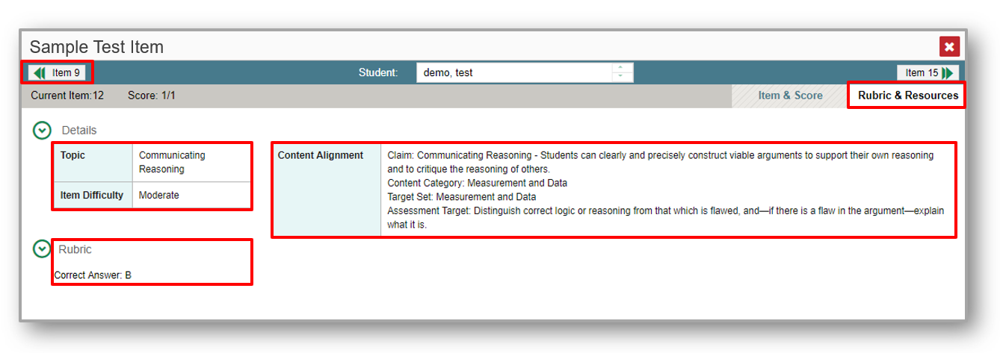 Sample Test Item
Item 9
Student:
demo, test
Item 15
Current Item:12
Score: 1/1
Item & Score
Rubric & Resources
Details
Topic
Communicating
Reasoning
Item Difficulty
Moderate
Content Alignment
Claim: Communicating Reasoning - Students can clearly and precisely construct viable arguments to support their own reasoning
and to critique the reasoning of others.
Content Category: Measurement and Data
Target Set: Measurement and Data
Assessment Target: Distinguish correct logic or reasoning from that which is flawed, and—if there is a flaw in the argument—explain
what it is.
Rubric
Correct Answer: B